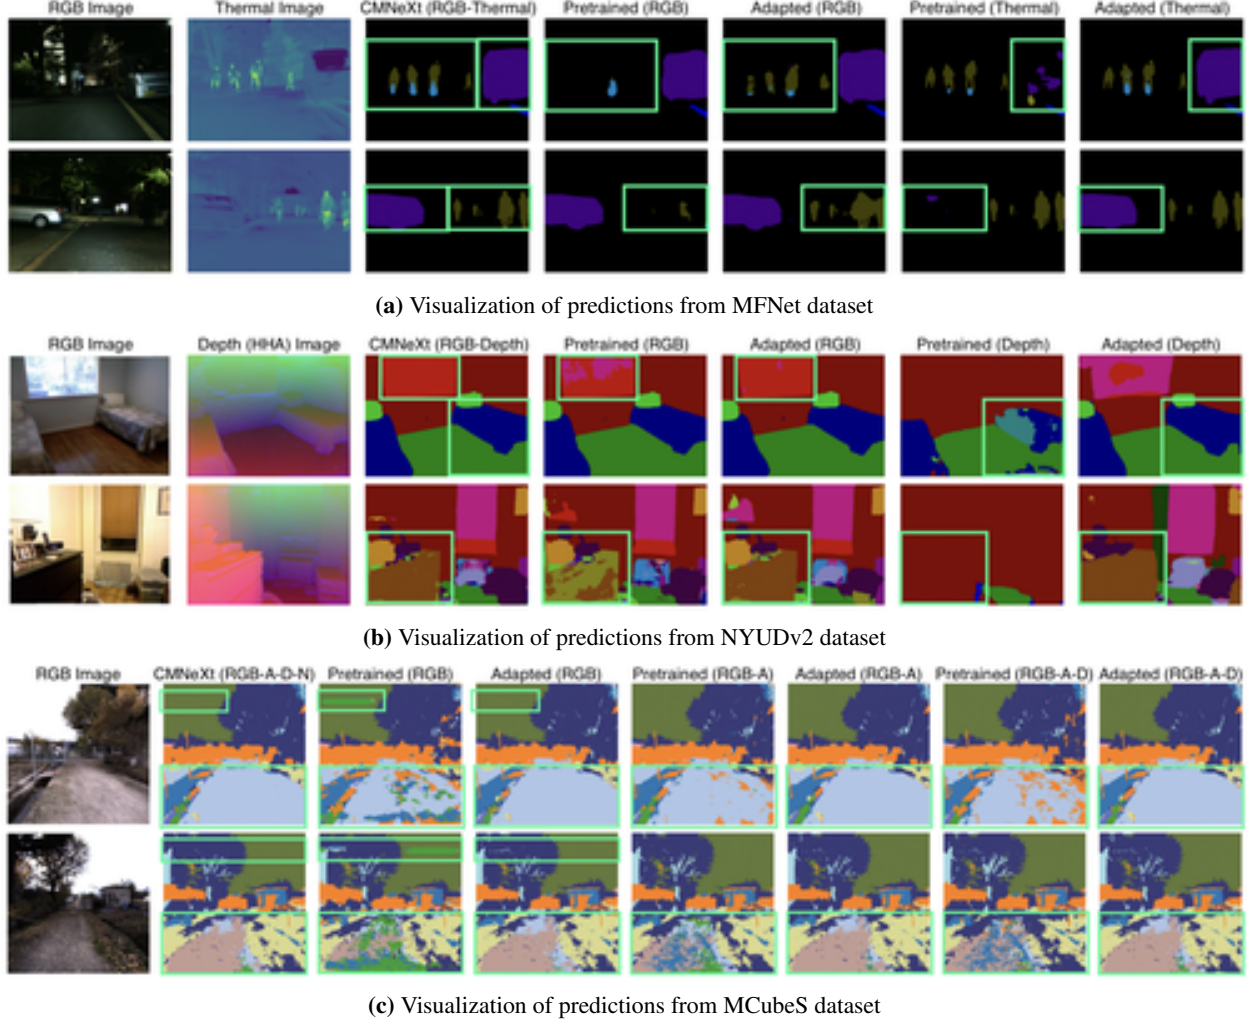 RGB Image Thermal Image CMNeXt (RGB-Thermal) Pretrained (RGB) Adapted (RGB) Pretrained (Thermal) Adapted (Thermal)
(a) Visualization of predictions from MFNet dataset
RGB Image Depth (HHA) Image CMNeXt (RGB-Depth) Pretrained (RGB) Adapted (RGB) Pretrained (Depth) Adapted (Depth)
(b) Visualization of predictions from NYUDv2 dataset
RGB Image CMNeXt (RGB-A-D-N) Pretrained (RGB) Adapted (RGB) Pretrained (RGB-A) Adapted (RGB-A) Pretrained (RGB-A-D) Adapted (RGB-A-D)
(c) Visualization of predictions from MCubeS dataset